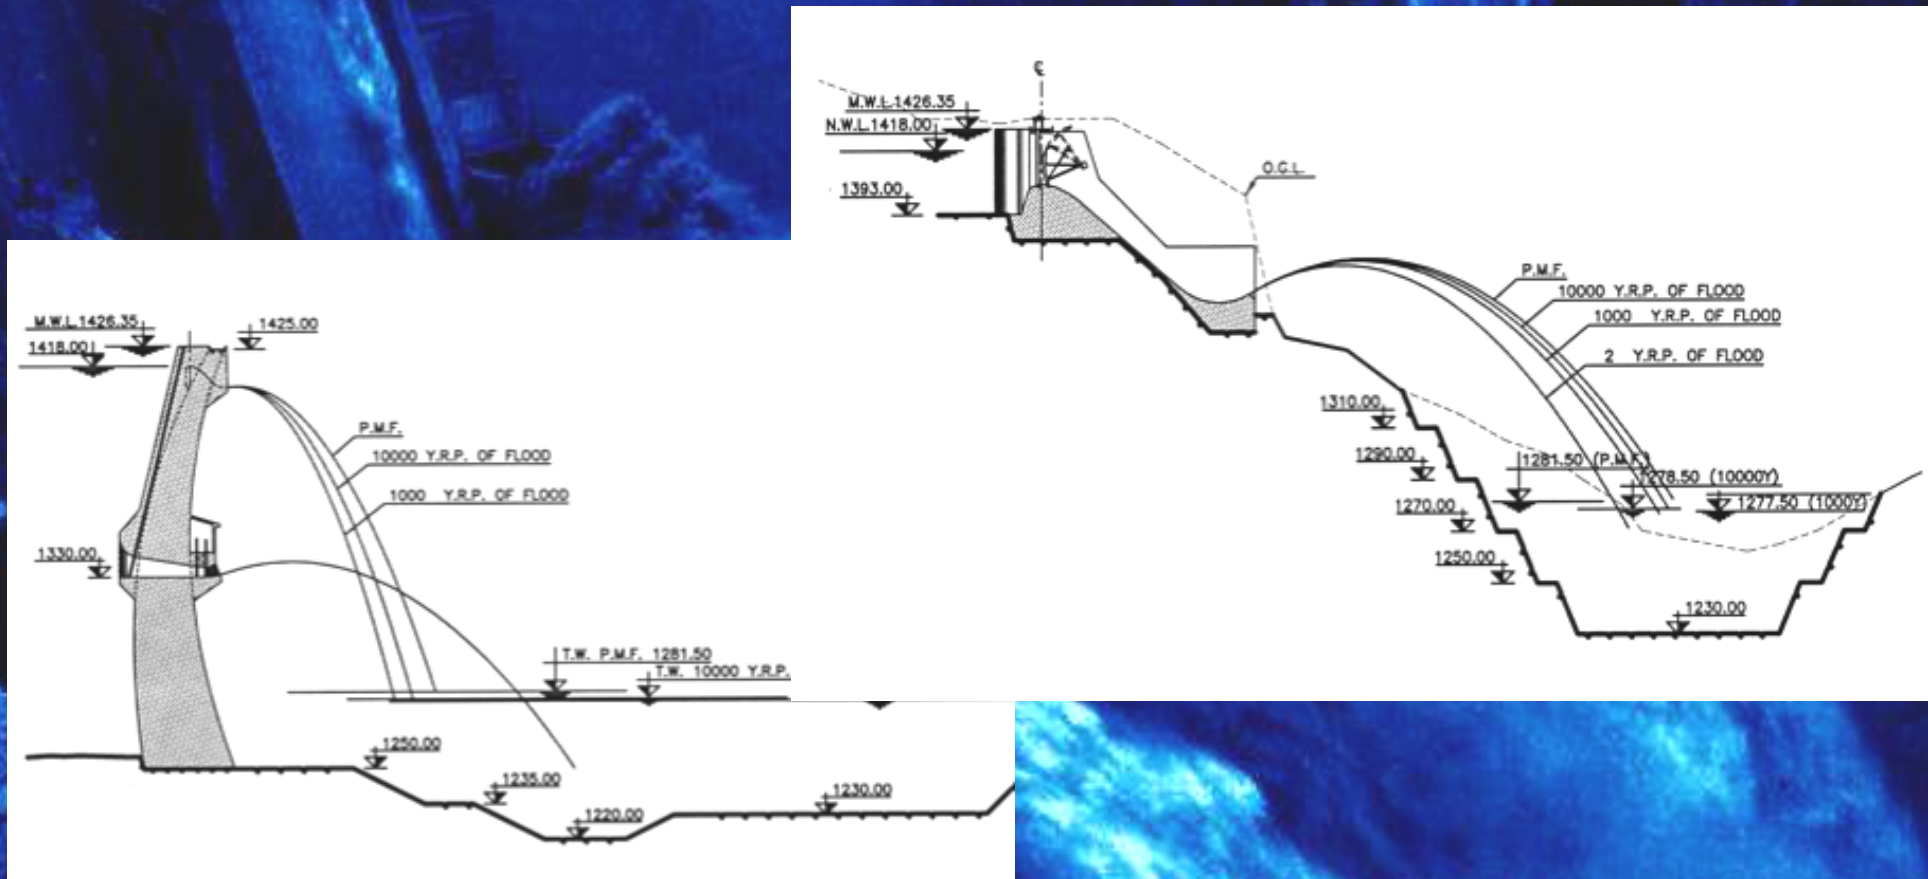 ℄
M.W.L.1426.35
N.W.L.1418.00
1393.00
O.G.L.
P.M.F.
10000 Y.R.P. OF FLOOD
1000 Y.R.P. OF FLOOD
2 Y.R.P. OF FLOOD
1310.00
1290.00
1281.50 (P.M.F)
1278.50 (10000Y)
1270.00
1277.50 (1000Y)
1250.00
1230.00
M.W.L.1426.35
1425.00
1418.00
P.M.F.
10000 Y.R.P. OF FLOOD
1000 Y.R.P. OF FLOOD
1330.00
T.W. P.M.F. 1281.50
T.W. 10000 Y.R.P.
1250.00
1235.00
1230.00
1220.00